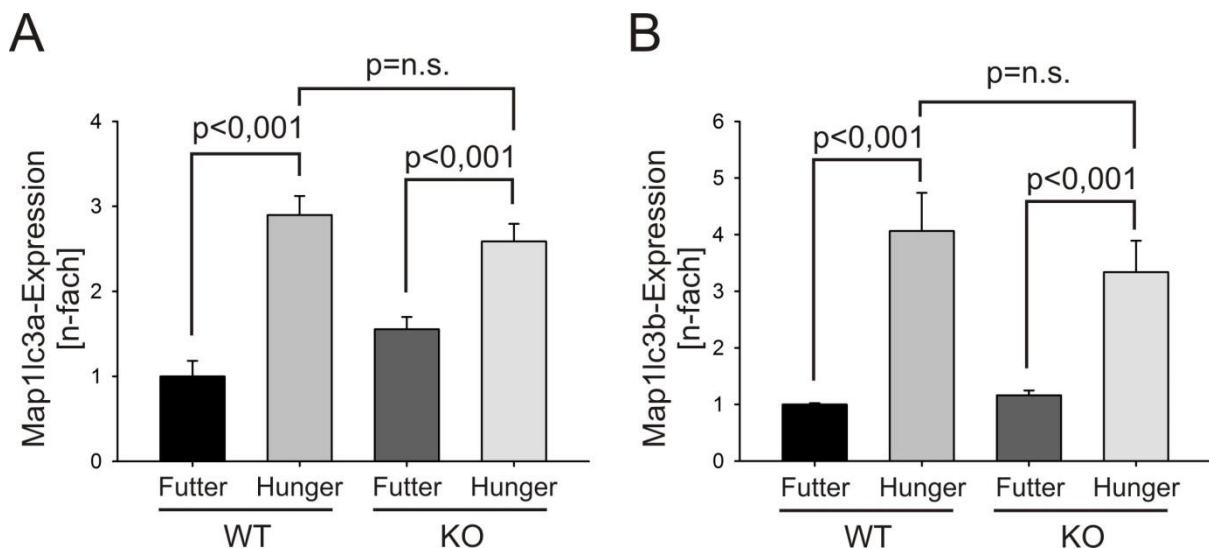 A
p=n.s.
p<0,001
p<0,001
Map1lc3a-Expression
[n-fach]
4
3
2
1
0
Futter Hunger Futter Hunger
WT KO
B
p=n.s.
p<0,001
p<0,001
Map1lc3b-Expression
[n-fach]
6
5
4
3
2
1
0
Futter Hunger Futter Hunger
WT KO